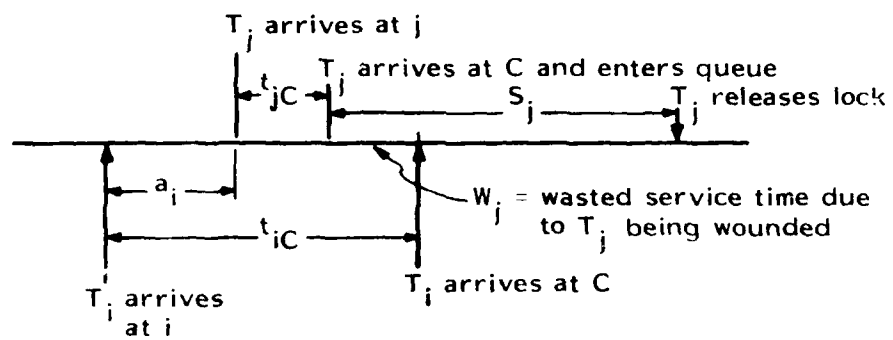 T_j arrives at j
T_j arrives at C and enters queue
t_jC
S_j
T_j releases lock
a_i
W_j = wasted service time due
to T_j being wounded
t_iC
T_i arrives
at i
T_i arrives at C